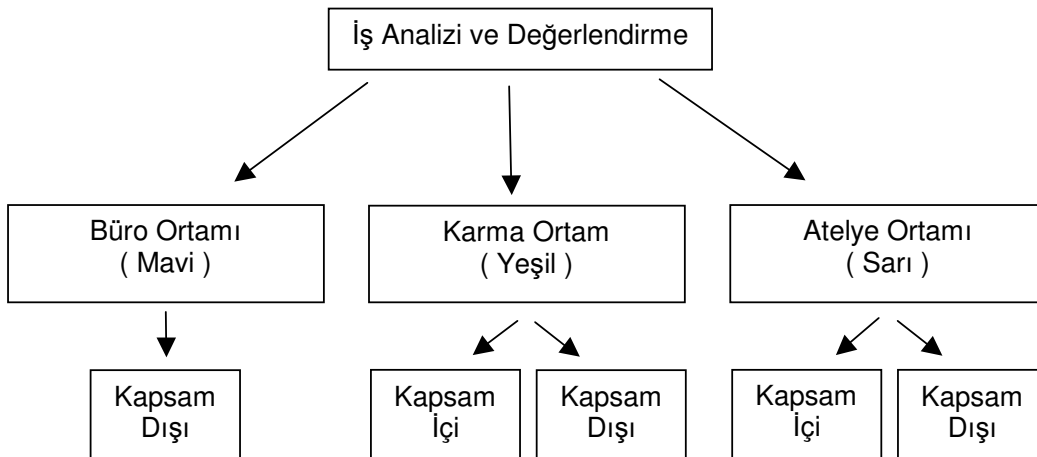 İş Analizi ve Değerlendirme
Büro Ortamı
( Mavi )
Karma Ortam
( Yeşil )
Atelye Ortamı
( Sarı )
Kapsam
Dışı
Kapsam
İçi
Kapsam
Dışı
Kapsam
İçi
Kapsam
Dışı